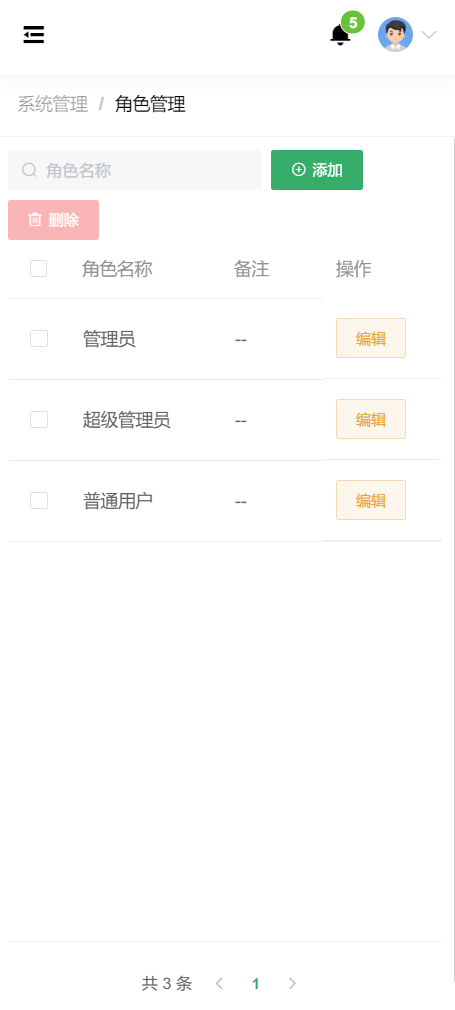 5
系统管理 / 角色管理
角色名称 添加
删除
角色名称 备注 操作
管理员 -- 编辑
超级管理员 -- 编辑
普通用户 -- 编辑
共 3 条 1